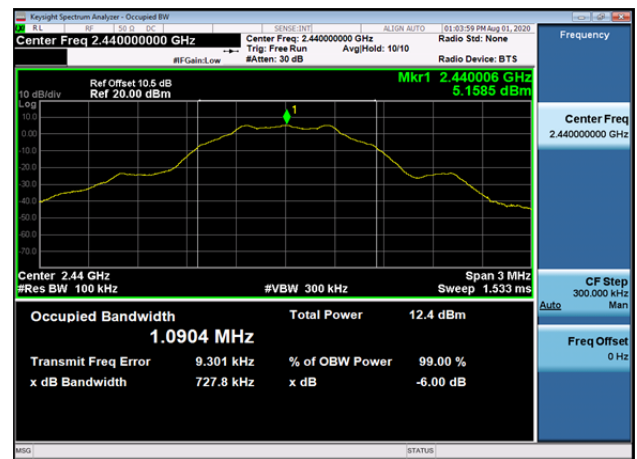 Keysight Spectrum Analyzer - Occupied BW
RL RF 50 Ω DC SENSE:INT ALIGN AUTO 01:03:59 PM Aug 01, 2020
Center Freq 2.440000000 GHz
Center Freq: 2.440000000 GHz Radio Std: None
Trig: Free Run Avg|Hold: 10/10
#IFGain:Low #Atten: 30 dB Radio Device: BTS
Frequency
Mkr1 2.440006 GHz
5.1585 dBm
Ref Offset 10.5 dB
10 dB/div Ref 20.00 dBm
Log
10.0
0.00
-10.0
-20.0
-30.0
-40.0
-50.0
-60.0
-70.0
1
Center Freq
2.440000000 GHz
Center 2.44 GHz Span 3 MHz
#Res BW 100 kHz #VBW 300 kHz Sweep 1.533 ms
CF Step
300.000 kHz
Auto Man
Occupied Bandwidth Total Power 12.4 dBm
1.0904 MHz
Transmit Freq Error 9.301 kHz % of OBW Power 99.00 %
x dB Bandwidth 727.8 kHz x dB -6.00 dB
Freq Offset
0 Hz
MSG STATUS